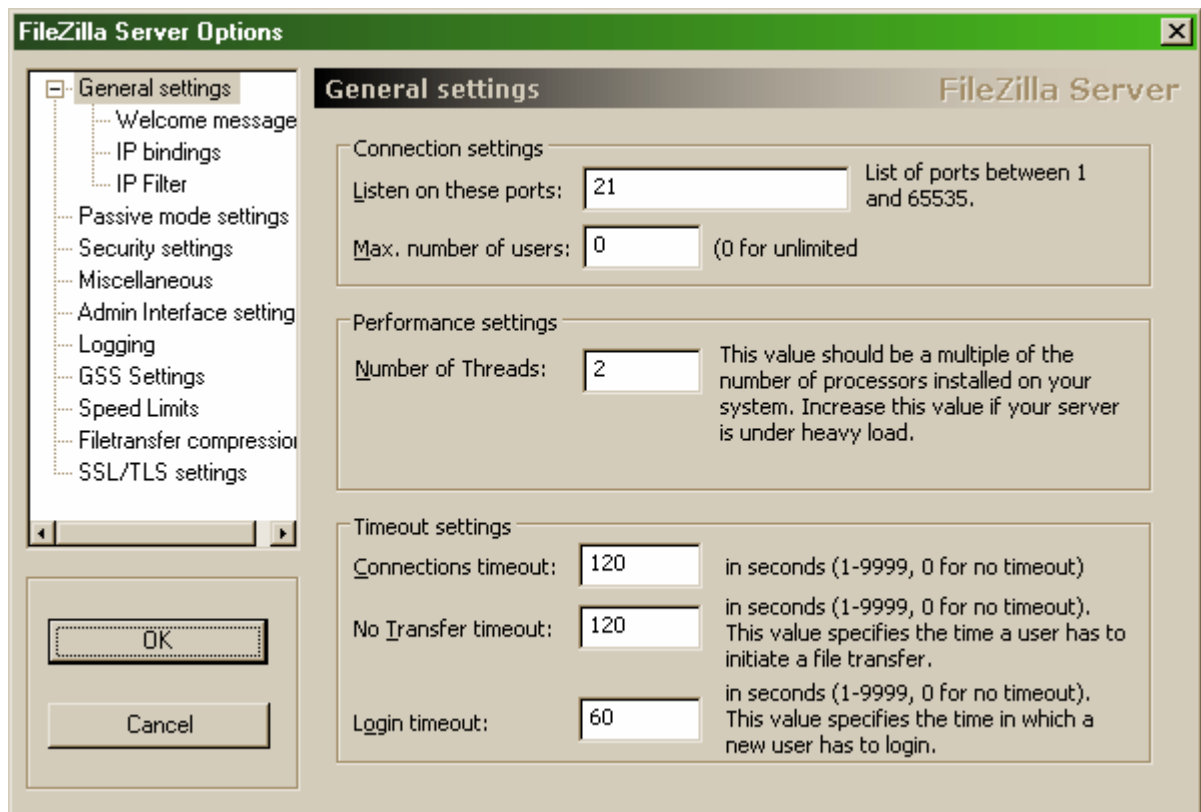 FileZilla Server Options
General settings
Welcome message
IP bindings
IP Filter
Passive mode settings
Security settings
Miscellaneous
Admin Interface setting
Logging
GSS Settings
Speed Limits
Filetransfer compression
SSL/TLS settings
OK
Cancel
General settings
FileZilla Server
Connection settings
Listen on these ports:
21
List of ports between 1
and 65535.
Max. number of users:
0
(0 for unlimited
Performance settings
Number of Threads:
2
This value should be a multiple of the
number of processors installed on your
system. Increase this value if your server
is under heavy load.
Timeout settings
Connections timeout:
120
in seconds (1-9999, 0 for no timeout)
No Transfer timeout:
120
in seconds (1-9999, 0 for no timeout).
This value specifies the time a user has to
initiate a file transfer.
Login timeout:
60
in seconds (1-9999, 0 for no timeout).
This value specifies the time in which a
new user has to login.